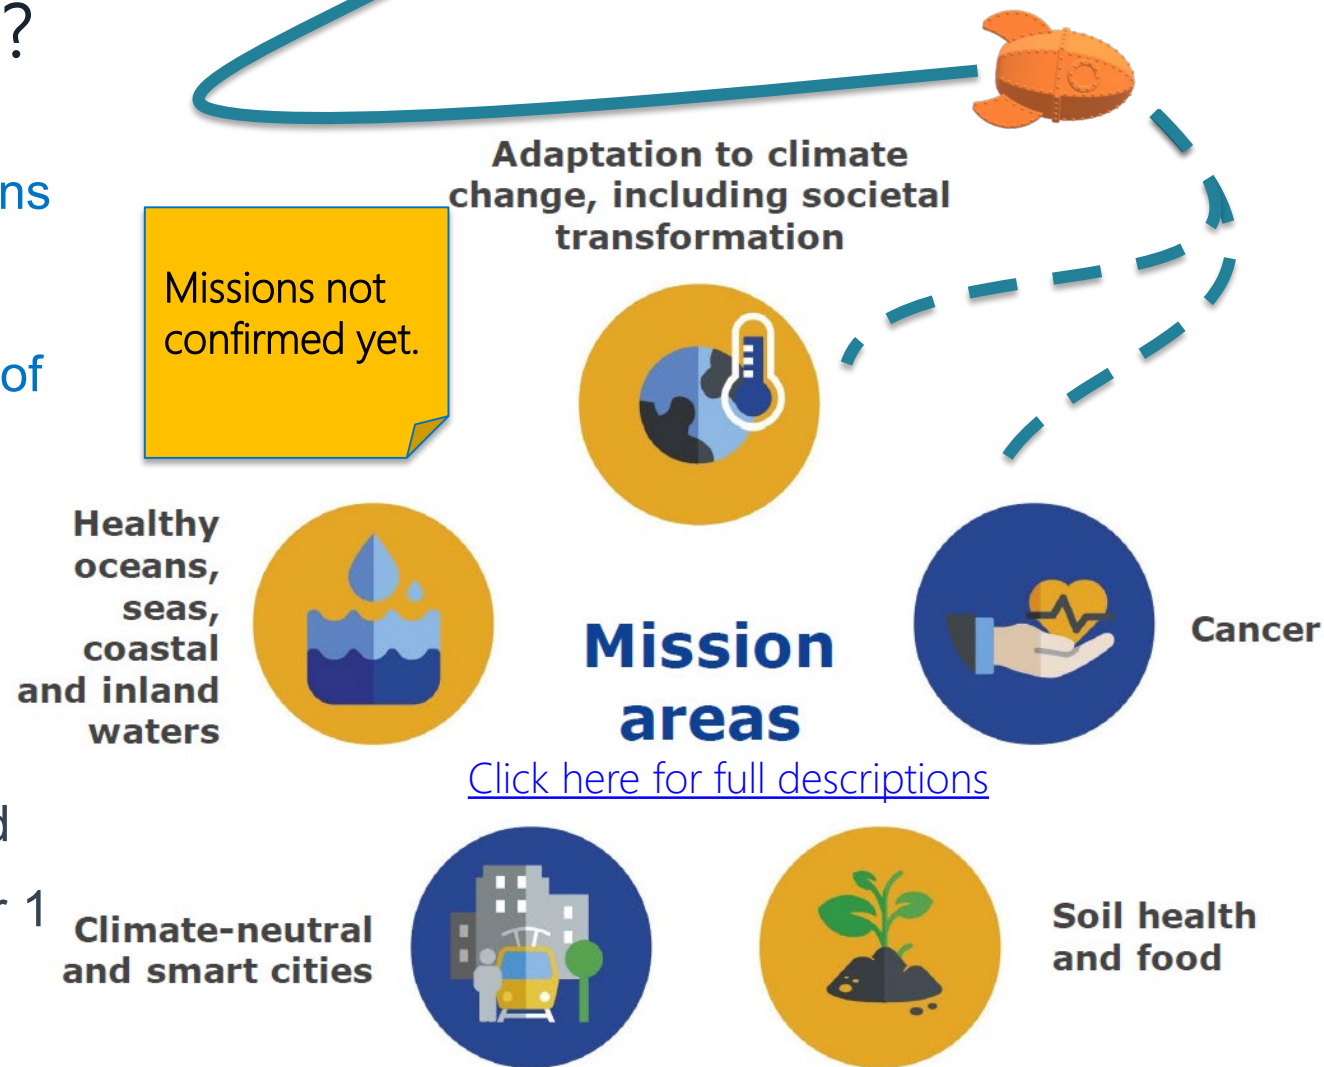 ?
ns
of
d
r 1
Adaptation to climate
change, including societal
transformation
Missions not
confirmed yet.
Healthy
oceans,
seas,
coastal
and inland
waters
Mission
areas
Click here for full descriptions
Cancer
Climate-neutral
and smart cities
Soil health
and food